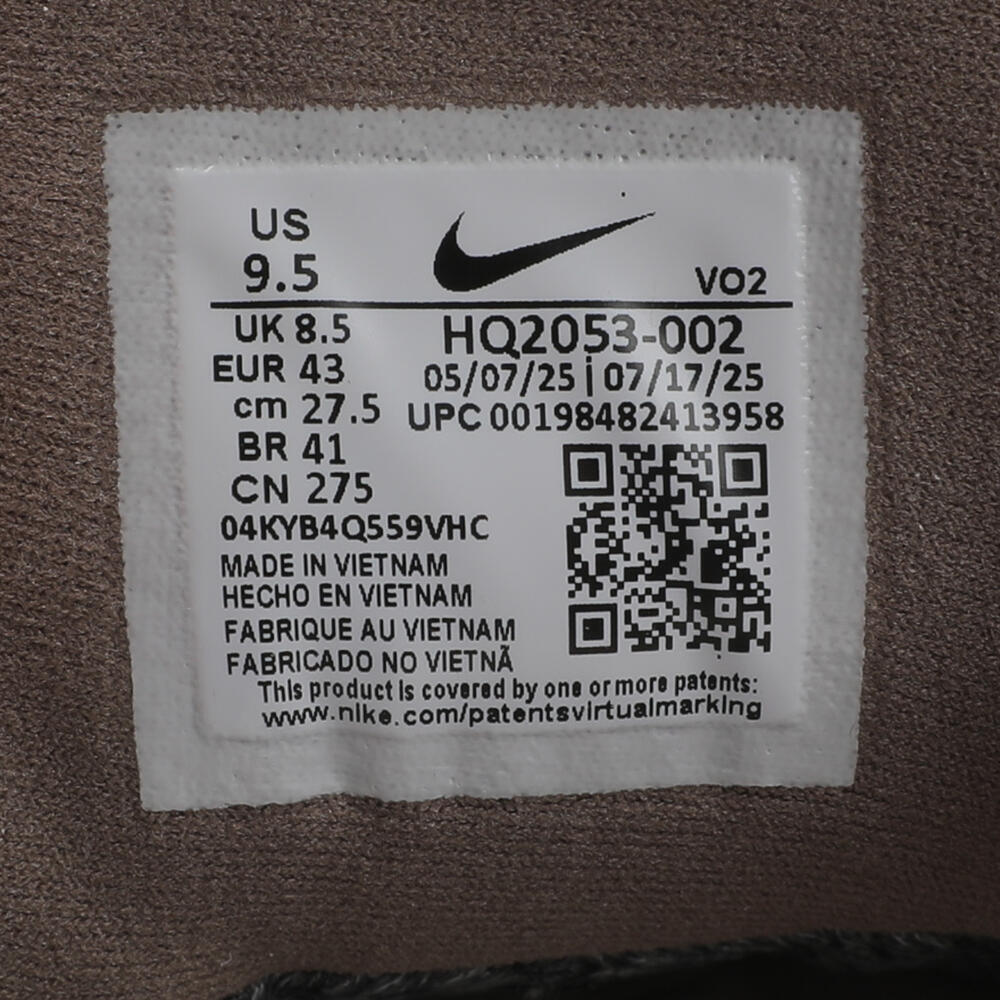 US
9.5
VO2
UK 8.5
EUR 43
cm 27.5
BR 41
CN 275
HQ2053-002
05/07/25 | 07/17/25
UPC 00198482413958
04KYB4Q559VHC
MADE IN VIETNAM
HECHO EN VIETNAM
FABRIQUE AU VIETNAM
FABRICADO NO VIETNÃ
This product is covered by one or more patents:
www.nike.com/patentsvirtualmarking